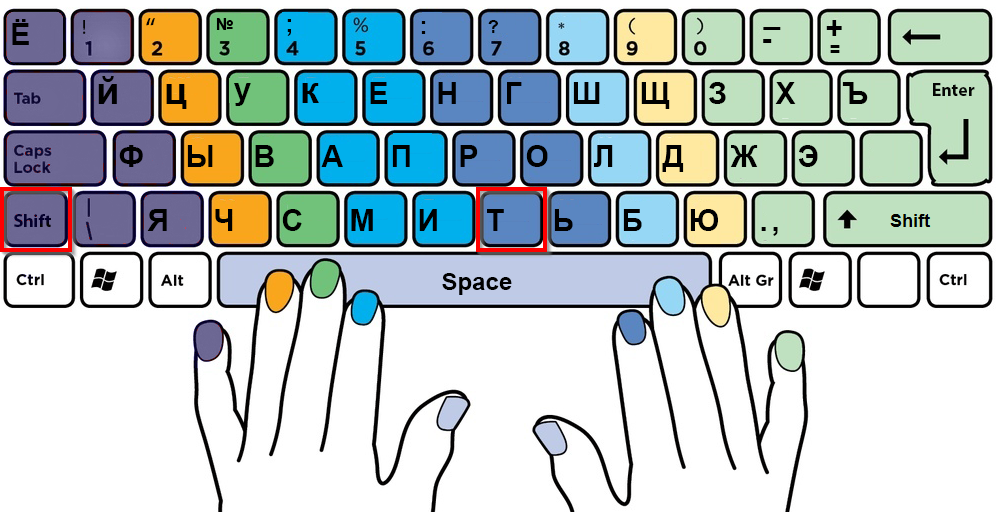 Ё ! 1 “ 2 № 3 ; 4 % 5 : 6 ? 7 * 8 ( 9 ) 0 — - + =
Tab Й Ц У К Е Н Г Ш Щ З Х Ъ Enter
Caps Lock Ф Ы В А П Р О Л Д Ж Э
Shift | \ Я Ч С М И Т Ь Б Ю . , Shift
Ctrl Alt Space Alt Gr Ctrl